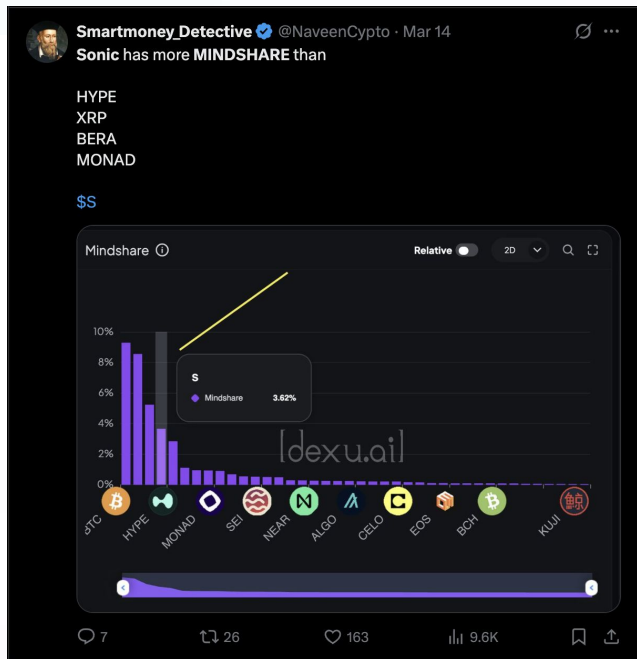 Smartmoney_Detective @NaveenCypto · Mar 14
Sonic has more MINDSHARE than
HYPE
XRP
BERA
MONAD
$S
Mindshare
Relative
2D
10%
8%
6%
4%
2%
0%
S
Mindshare 3.62%
[dexu.ai]
BTC
HYPE
MONAD
SEI
NEAR
ALGO
CELO
EOS
BCH
KUJI
鯨
7
26
163
9.6K